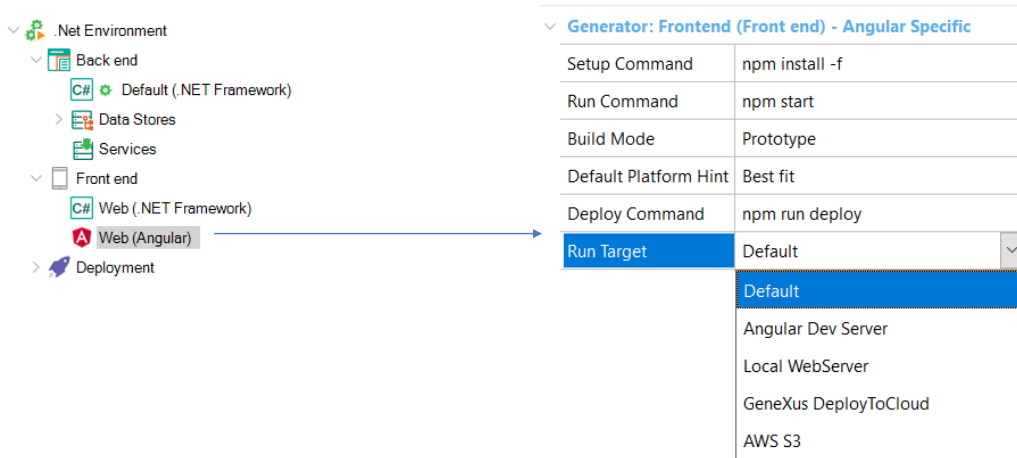 .Net Environment
Back end
C# Default (.NET Framework)
Data Stores
Services
Front end
C# Web (.NET Framework)
A Web (Angular)
Deployment
Generator: Frontend (Front end) - Angular Specific
Setup Command npm install -f
Run Command npm start
Build Mode Prototype
Default Platform Hint Best fit
Deploy Command npm run deploy
Run Target Default
Default
Angular Dev Server
Local WebServer
GeneXus DeployToCloud
AWS S3